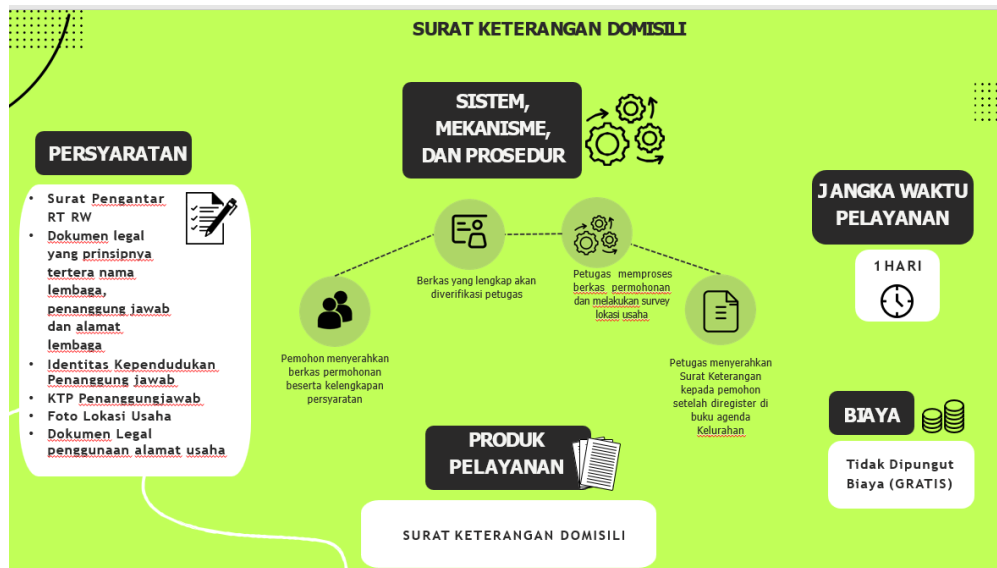 SURAT KETERANGAN DOMISILI
SISTEM,
MEKANISME,
DAN PROSEDUR
PERSYARATAN
• Surat Pengantar
RT RW
• Dokumen legal
yang prinsipnya
tertera nama
lembaga,
penanggung jawab
dan alamat
lembaga
• Identitas Kependudukan
Penanggung jawab
• KTP Penanggungjawab
• Foto Lokasi Usaha
• Dokumen Legal
penggunaan alamat usaha
Pemohon menyerahkan
berkas permohonan
beserta kelengkapan
persyaratan
Berkas yang lengkap akan
diverifikasi petugas
Petugas memproses
berkas permohonan
dan melakukan survey
lokasi usaha
Petugas menyerahkan
Surat Keterangan
kepada pemohon
setelah diregister di
buku agenda
Kelurahan
JANGKA WAKTU
PELAYANAN
1 HARI
BIAYA
Tidak Dipungut
Biaya (GRATIS)
PRODUK
PELAYANAN
SURAT KETERANGAN DOMISILI